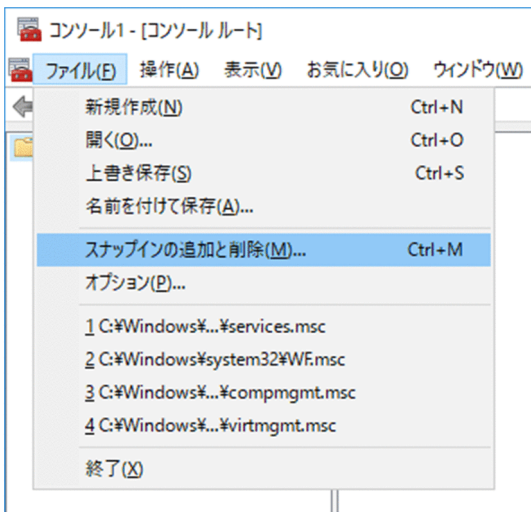 コンソール1 - [コンソール ルート]
ファイル(F) 操作(A) 表示(V) お気に入り(O) ウィンドウ(W)
新規作成(N) Ctrl+N
開く(O)... Ctrl+O
上書き保存(S) Ctrl+S
名前を付けて保存(A)...
スナップインの追加と削除(M)... Ctrl+M
オプション(P)...
1 C:¥Windows¥...¥services.msc
2 C:¥Windows¥system32¥WF.msc
3 C:¥Windows¥...¥compmgmt.msc
4 C:¥Windows¥...¥virtmgmt.msc
終了(X)